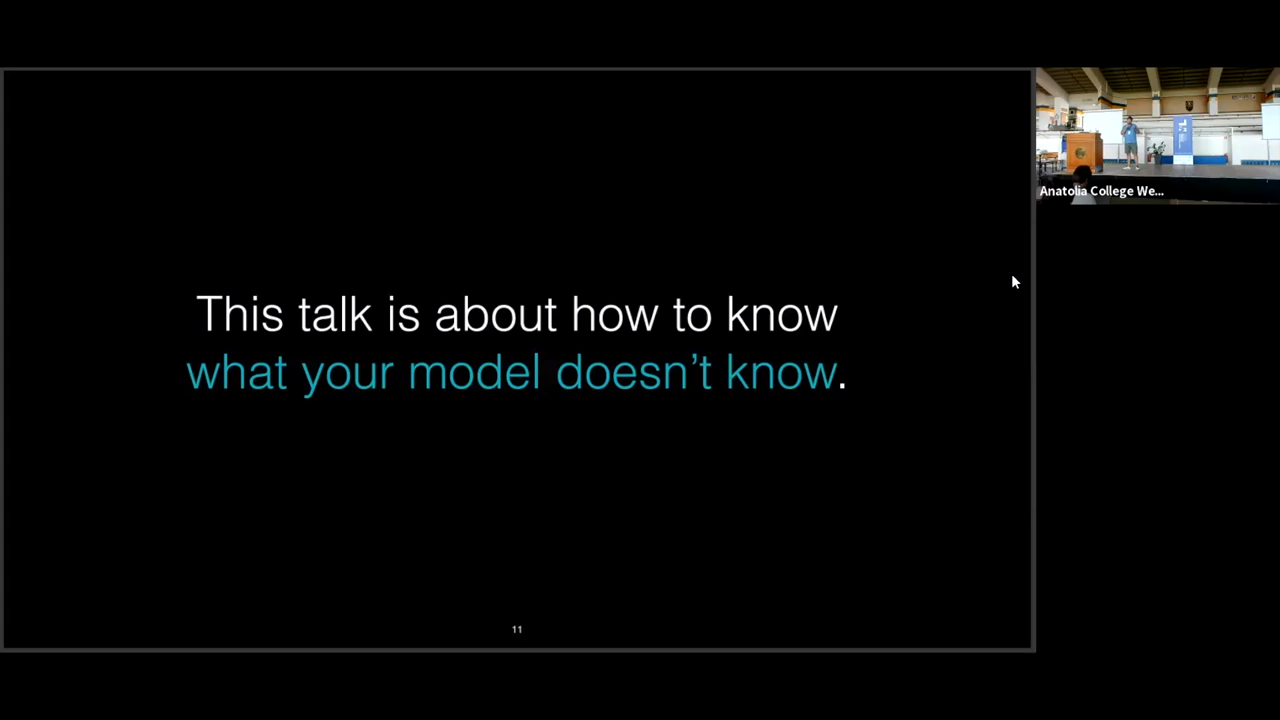 This talk is about how to know
what your model doesn’t know.
11
Anatolia College We...